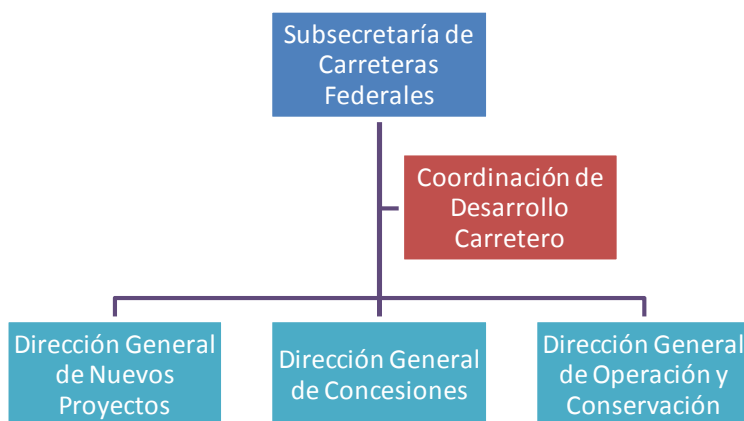 Subsecretaría de
Carreteras
Federales
Coordinación de
Desarrollo
Carretero
Dirección General
de Nuevos
Proyectos
Dirección General
de Concesiones
Dirección General
de Operación y
Conservación